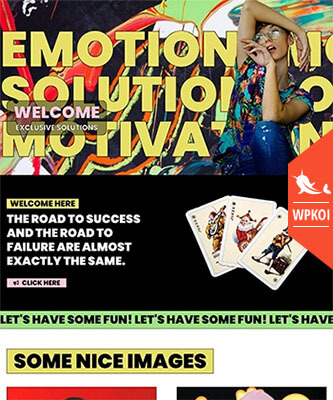 EMOTION
SOLUTION
MOTIVATION
WELCOME
EXCLUSIVE SOLUTIONS
WPKOI
WELCOME HERE
THE ROAD TO SUCCESS
AND THE ROAD TO
FAILURE ARE ALMOST
EXACTLY THE SAME.
CLICK HERE
LET'S HAVE SOME FUN! LET'S HAVE SOME FUN! LET'S HAVE
SOME NICE IMAGES